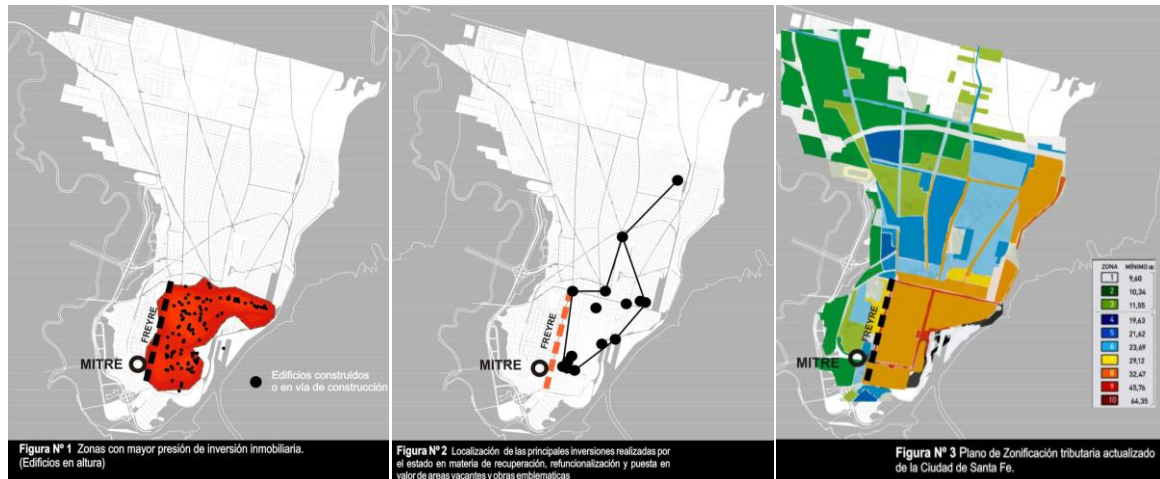 FREYRE
MITRE
Edificios construidos
o en vía de construcción
Figura Nº 1 Zonas con mayor presión de inversión inmobiliaria.
(Edificios en altura)
FREYRE
MITRE
Figura Nº 2 Localización de las principales inversiones realizadas por
el estado en materia de recuperación, refuncionalización y puesta en
valor de areas vacantes y obras emblematicas
FREYRE
MITRE
ZONA MÍNIMO ($)
1 9,60
2 10,34
3 11,55
4 19,63
5 21,62
6 23,69
7 29,12
8 32,47
9 45,76
10 64,35
Figura Nº 3 Plano de Zonificación tributaria actualizado
de la Ciudad de Santa Fe.